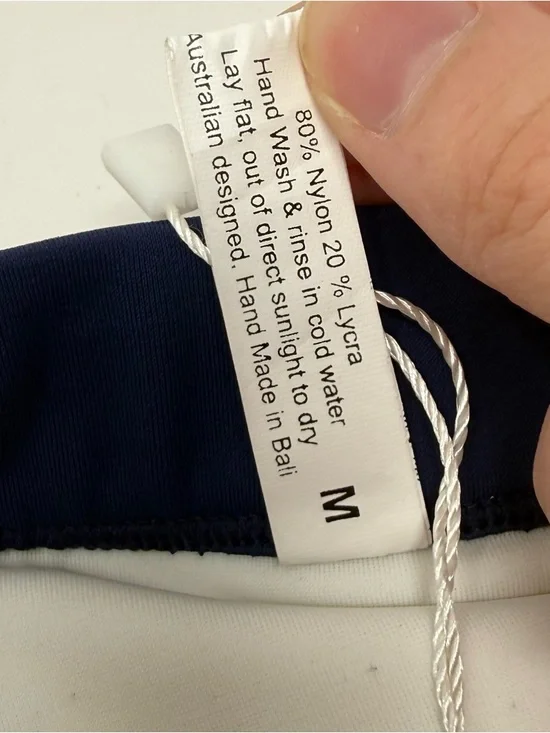 80% Nylon 20 % Lycra
Hand Wash & rinse in cold water
Lay flat, out of direct sunlight to dry
Australian designed. Hand Made in Bali
M